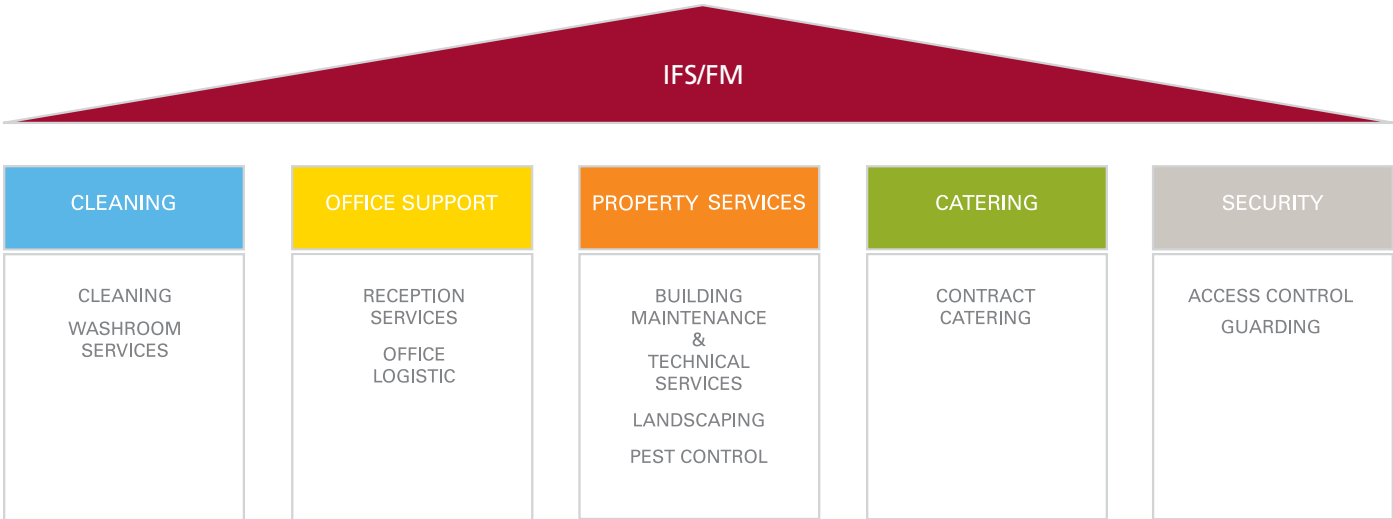 IFS/FM
CLEANING
CLEANING
WASHROOM
SERVICES
OFFICE SUPPORT
RECEPTION
SERVICES
OFFICE
LOGISTIC
PROPERTY SERVICES
BUILDING
MAINTENANCE
&
TECHNICAL
SERVICES
LANDSCAPING
PEST CONTROL
CATERING
CONTRACT
CATERING
SECURITY
ACCESS CONTROL
GUARDING